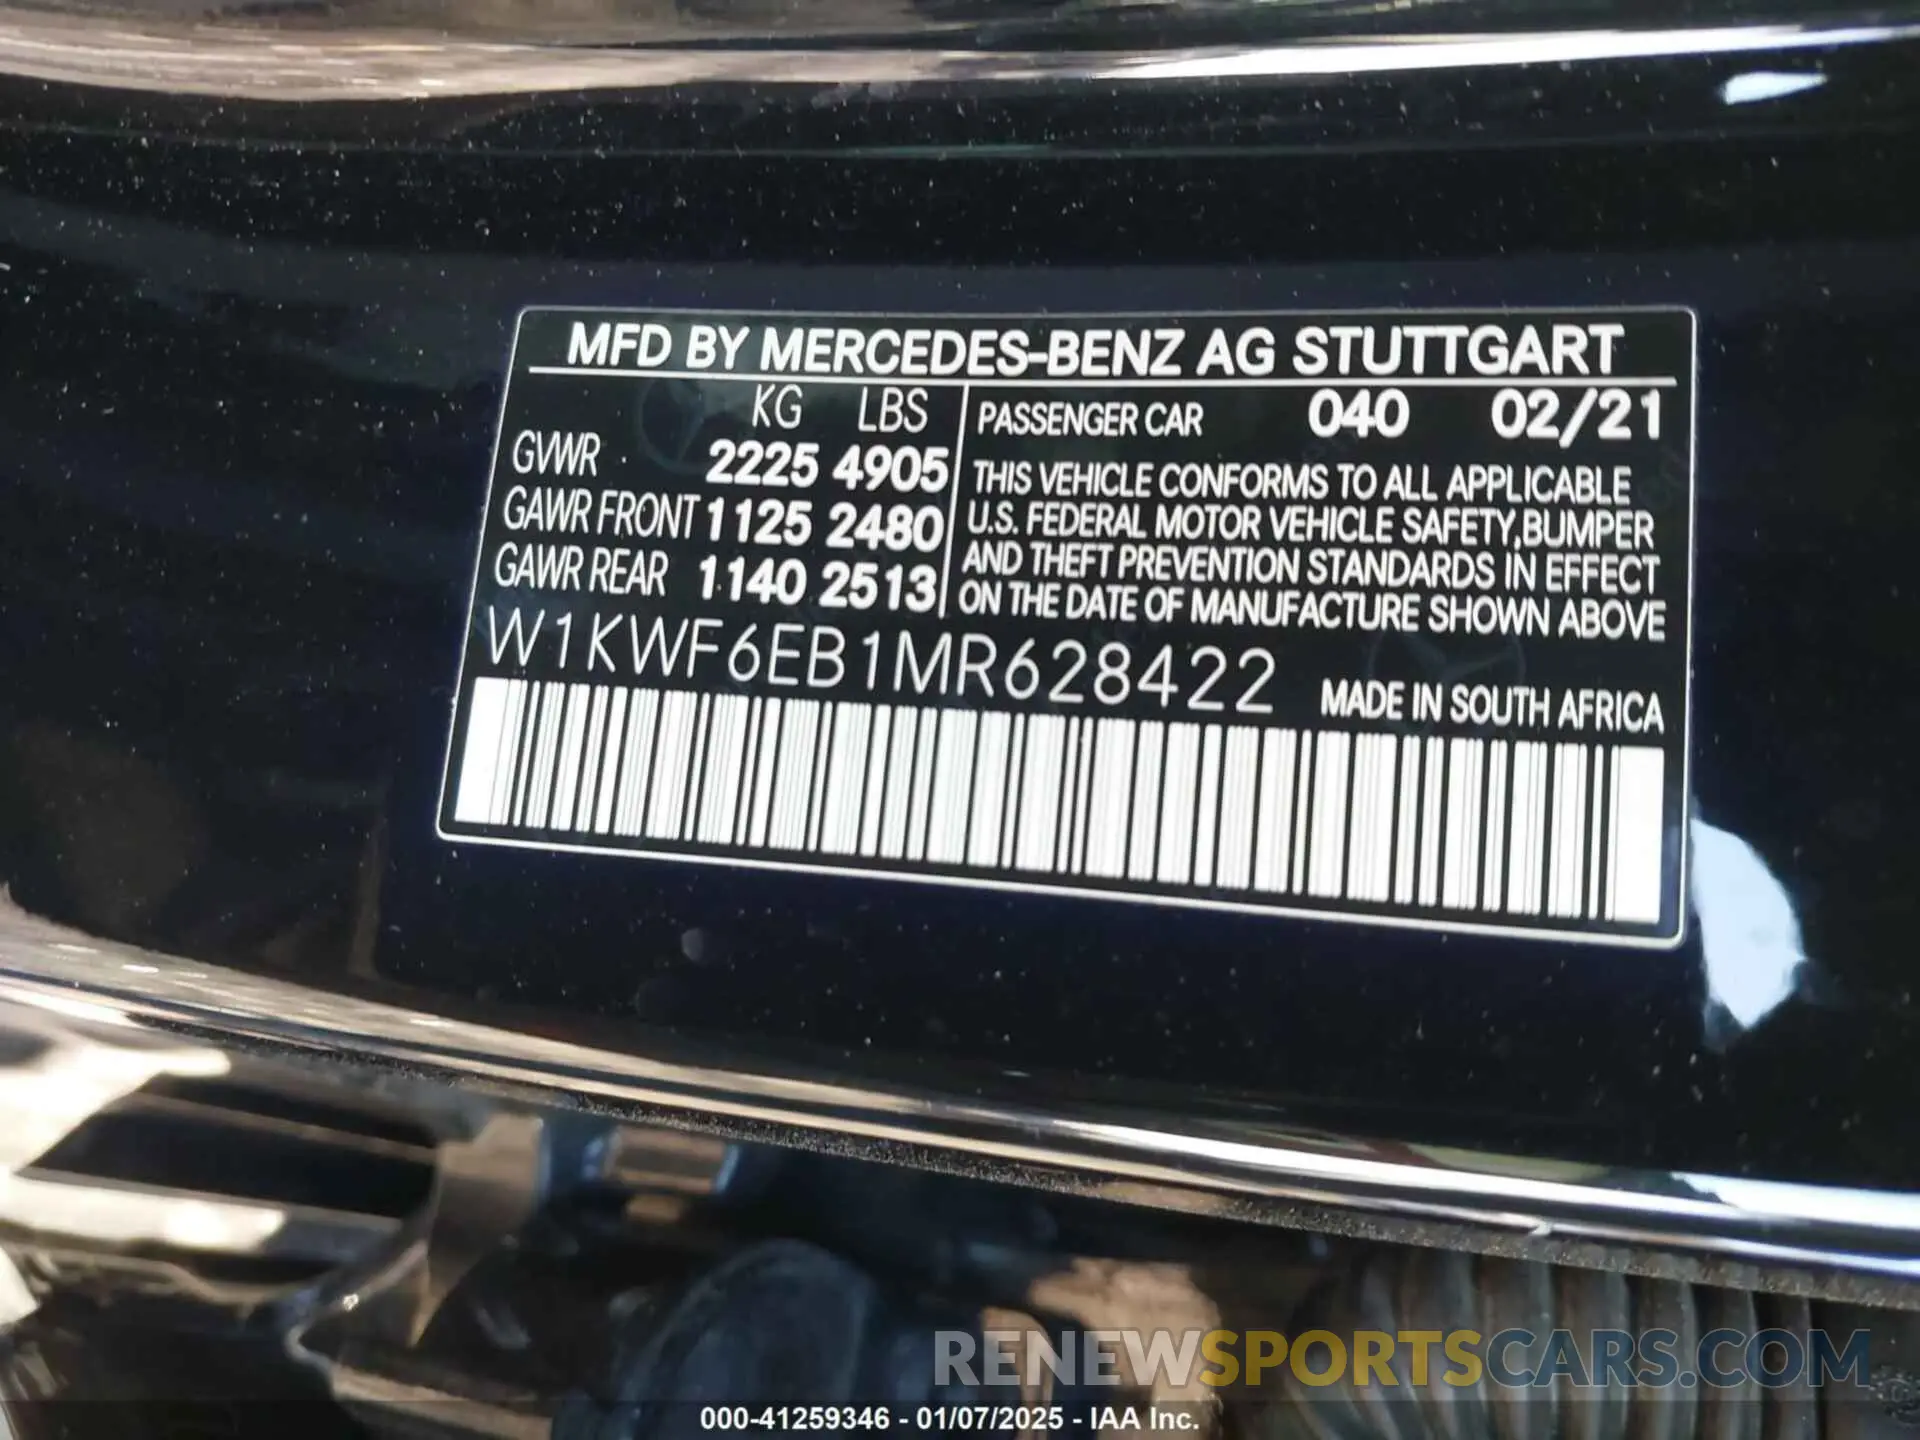 MFD BY MERCEDES-BENZ AG STUTTGART
KG LBS
GVWR 2225 4905
GAWR FRONT 1125 2480
GAWR REAR 1140 2513
PASSENGER CAR 040 02/21
THIS VEHICLE CONFORMS TO ALL APPLICABLE
U.S. FEDERAL MOTOR VEHICLE SAFETY,BUMPER
AND THEFT PREVENTION STANDARDS IN EFFECT
ON THE DATE OF MANUFACTURE SHOWN ABOVE
W1KWF6EB1MR628422
MADE IN SOUTH AFRICA
RENEWSPORTSCARS.COM
000-41259346 - 01/07/2025 - IAA Inc.